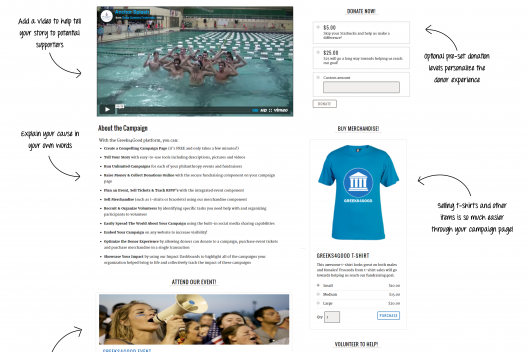 Add a video to help tell
your story to potential
supporters
Anchor Splash
DONATE NOW!
$5.00
Skip your Starbucks and help us make a
difference!
$25.00
$25 will go a long way towards helping us reach
our goal!
Custom amount
DONATE
Optional pre-set donation
levels personalize the
donor experience
HD
vimeo
Explain your cause in
your own words
About the Campaign
With the Greeks4Good platform, you can:
• Create a Compelling Campaign Page (it's FREE and only takes a few minutes!)
• Tell Your Story with easy-to-use tools including descriptions, pictures and videos
• Run Unlimited Campaigns for each of your philanthropy events and fundraisers
• Raise Money & Collect Donations Online with the secure fundraising component on your
campaign page
• Plan an Event, Sell Tickets & Track RSVP's with the integrated event component
• Sell Merchandise (such as t-shirts or bracelets) using our merchandise component
• Recruit & Organize Volunteers by identifying specific tasks you need help with and organizing
participants to volunteer
• Easily Spread The Word About Your Campaign using the built-in social media sharing capabilities
• Embed Your Campaign on any website to increase visibility!
• Optimize the Donor Experience by allowing donors can donate to a campaign, purchase event tickets
and purchase merchandise in a single transaction
• Showcase Your Impact by using our Impact Dashboards to highlight all of the campaigns your
organization helped bring to life and collectively track the impact of these campaigns
BUY MERCHANDISE!
GREEKS4GOOD
Selling t-shirts and other
items is so much easier
through your campaign page!
GREEKS4GOOD T-SHIRT
This awesome t-shirt looks great on both males
and females! Proceeds from t-shirt sales will go
towards helping us reach our fundraising goal.
Small
Medium
Large
Qty
1
PURCHASE
ATTEND OUR EVENT!
GREEKS4GOOD EVENT
VOLUNTEER TO HELP!